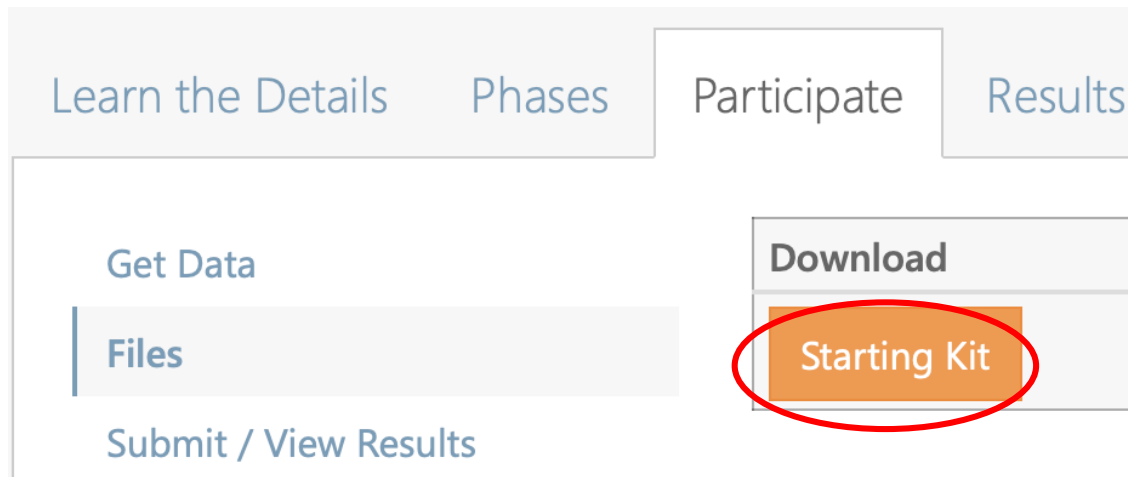 Learn the Details Phases Participate Results
Get Data
Files
Submit / View Results
Download
Starting Kit